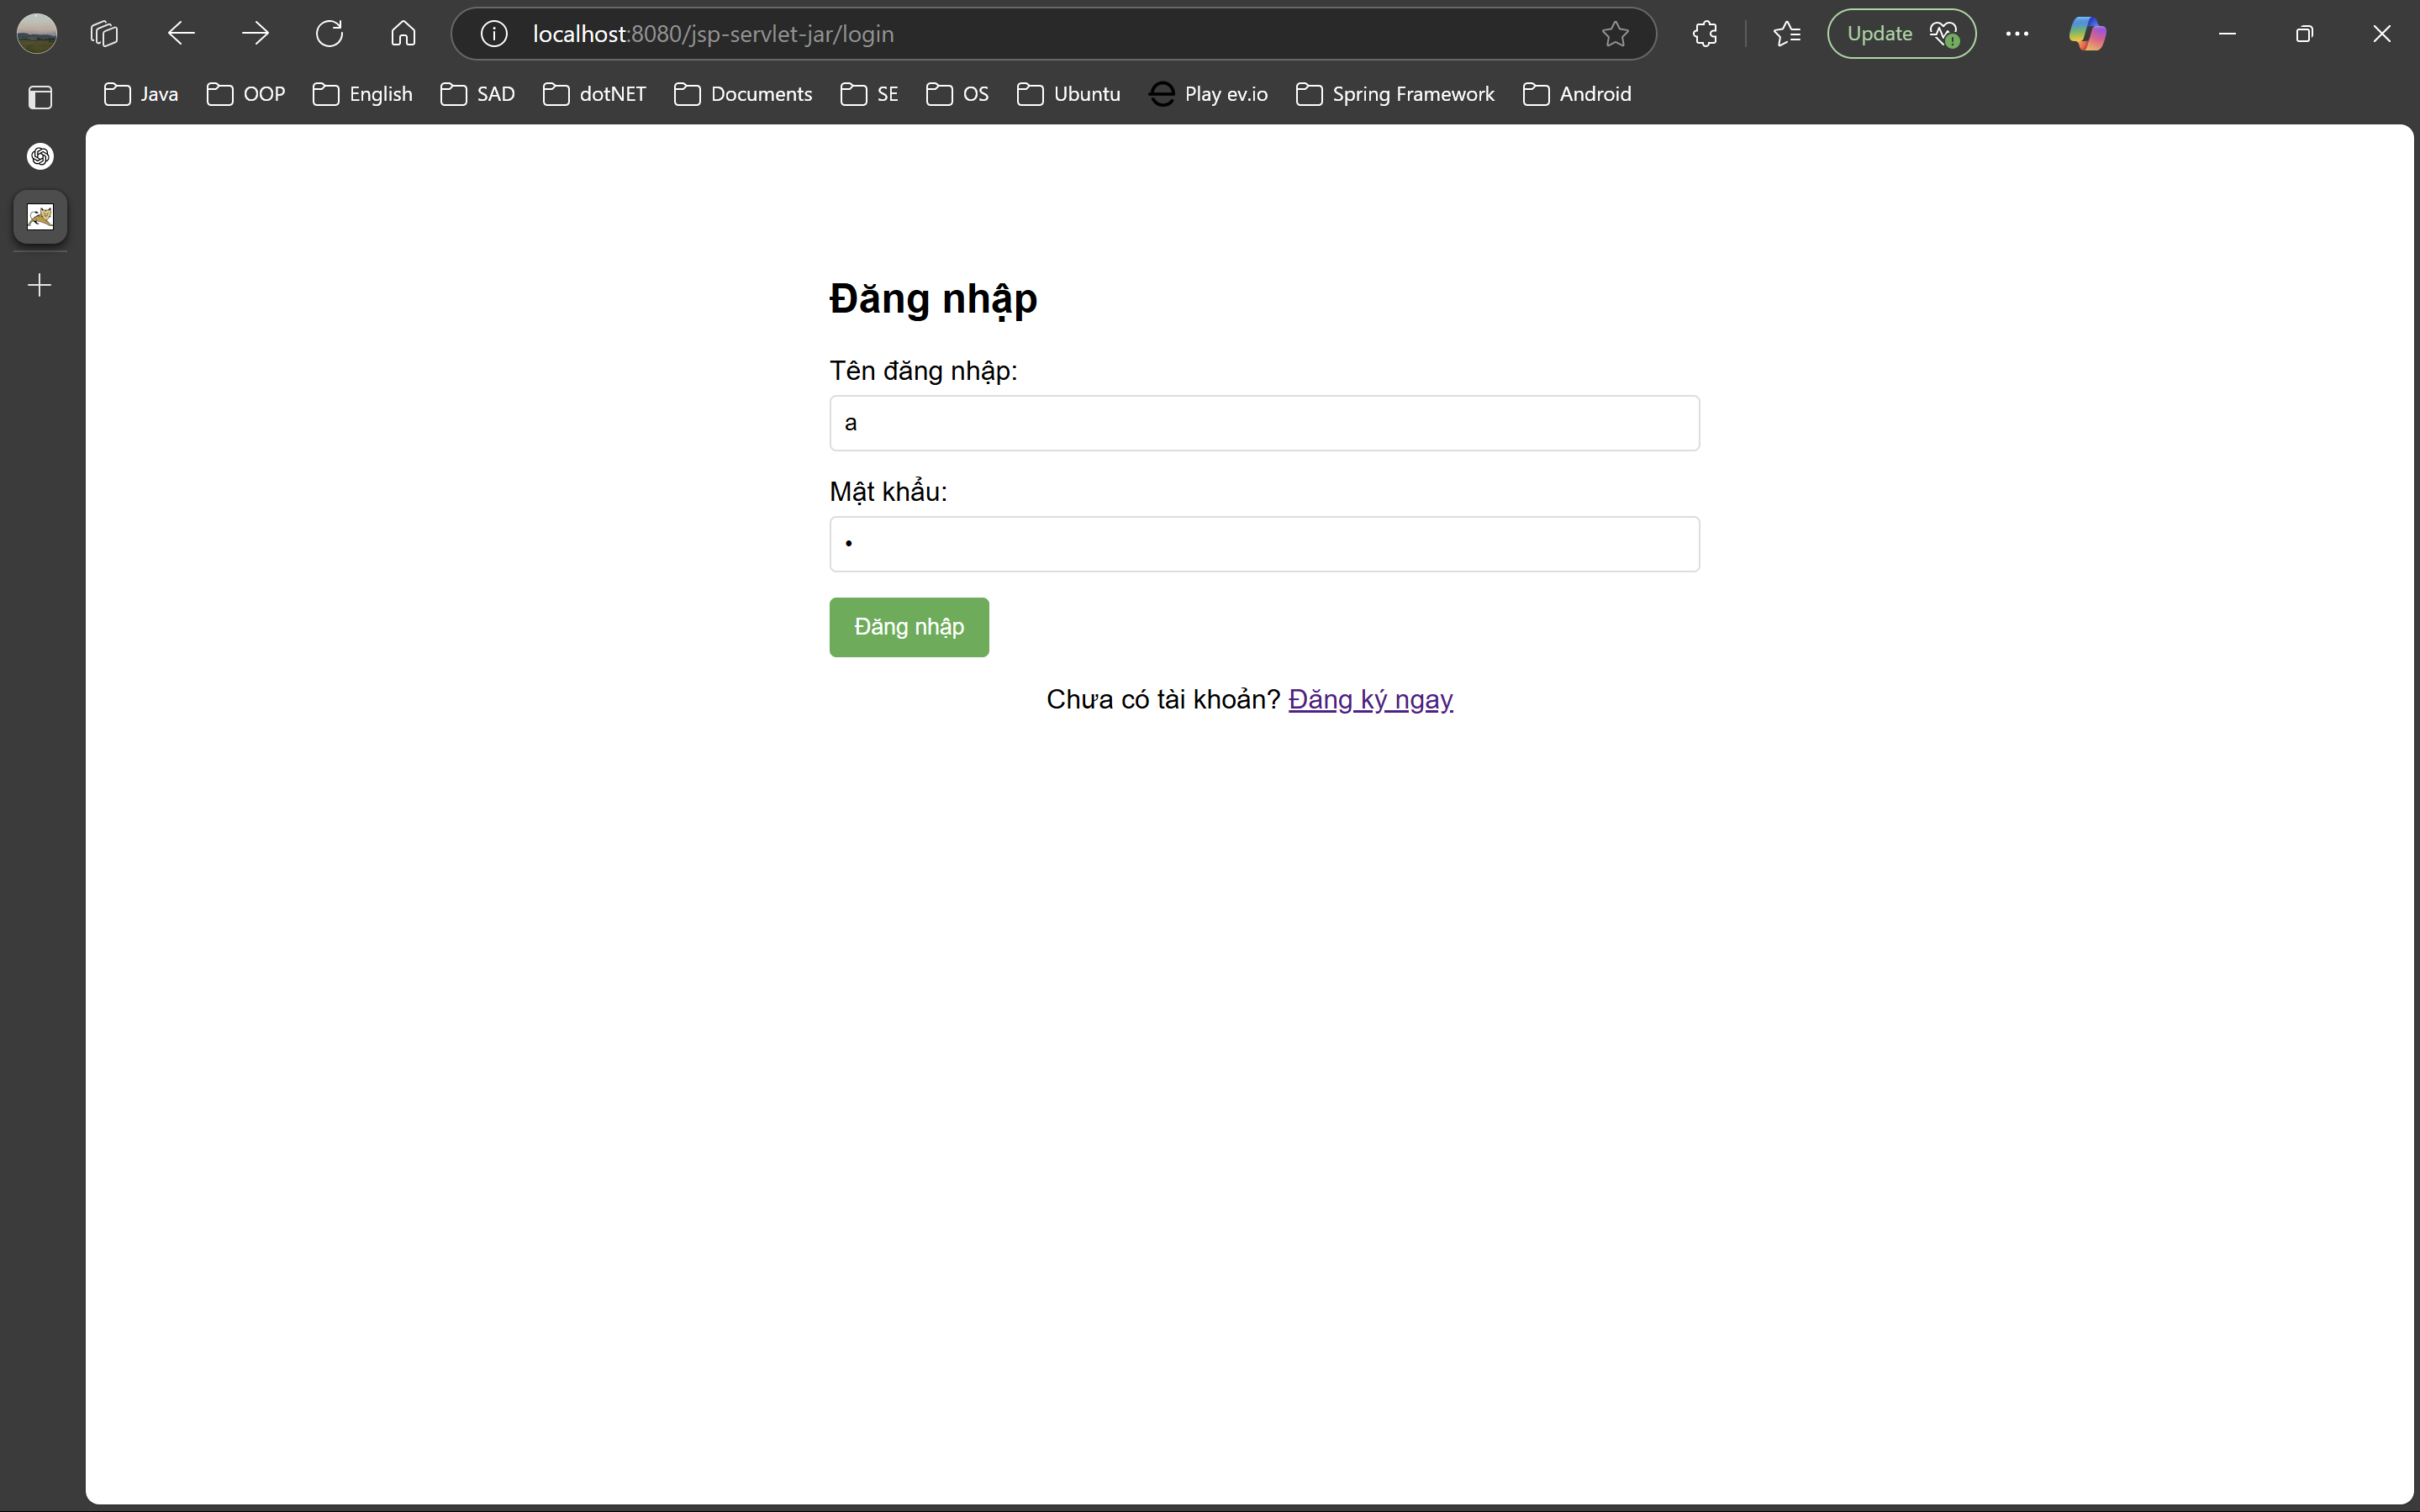 localhost:8080/jsp-servlet-jar/login
Update
Java OOP English SAD dotNET Documents SE OS Ubuntu Play ev.io Spring Framework Android
Đăng nhập
Tên đăng nhập:
a
Mật khẩu:
•
Đăng nhập
Chưa có tài khoản? Đăng ký ngay